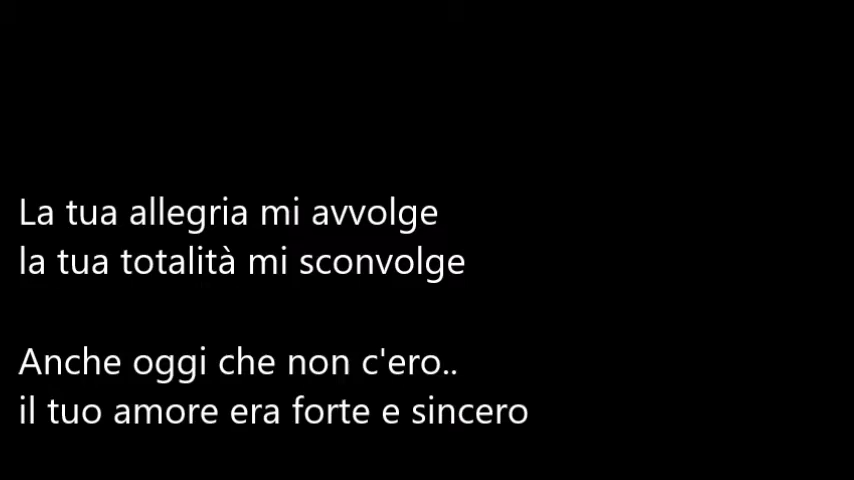 La tua allegria mi avvolge
la tua totalità mi sconvolge
Anche oggi che non c'ero..
il tuo amore era forte e sincero